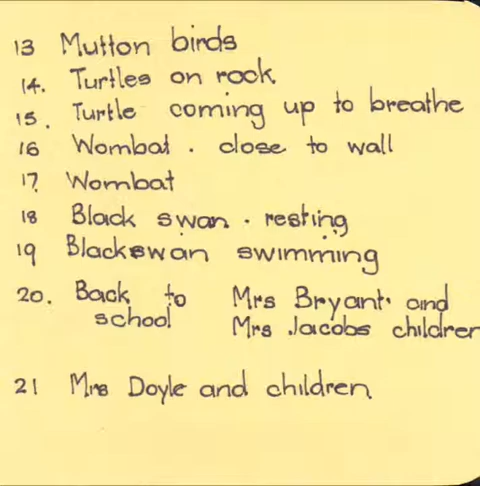 13 Mutton birds
14. Turtles on rock
15. Turtle coming up to breathe
16 Wombat . close to wall
17. Wombat
18 Black swan . resting
19 Blackswan swimming
20. Back to Mrs Bryant. and
school Mrs Jacobs children
21 Mrs Doyle and children